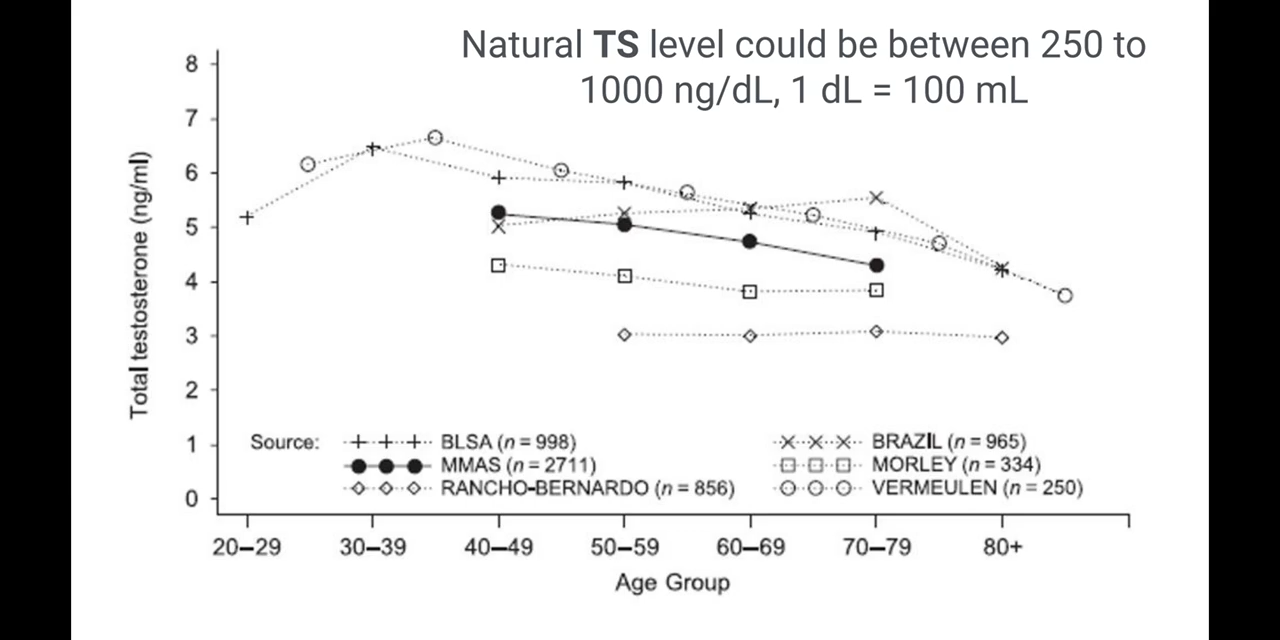 Natural TS level could be between 250 to
1000 ng/dL, 1 dL = 100 mL
Total testosterone (ng/ml)
8
7
6
5
4
3
2
1
0
Source:
BLSA (n = 998)
MMAS (n = 2711)
RANCHO-BERNARDO (n = 856)
BRAZIL (n = 965)
MORLEY (n = 334)
VERMEULEN (n = 250)
20–29 30–39 40–49 50–59 60–69 70–79 80+
Age Group